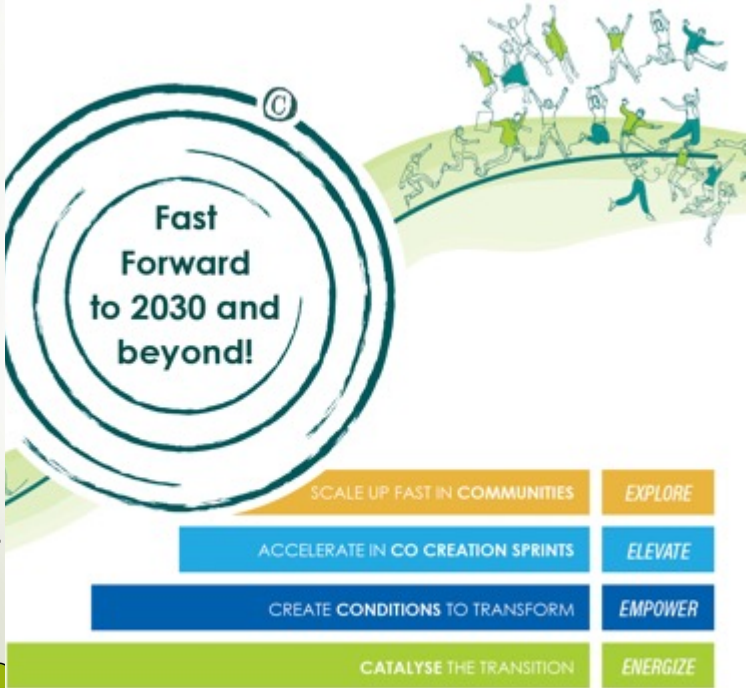 ©
Fast
Forward
to 2030 and
beyond!
SCALE UP FAST IN COMMUNITIES EXPLORE
ACCELERATE IN CO CREATION SPRINTS ELEVATE
CREATE CONDITIONS TO TRANSFORM EMPOWER
CATALYSE THE TRANSITION ENERGIZE